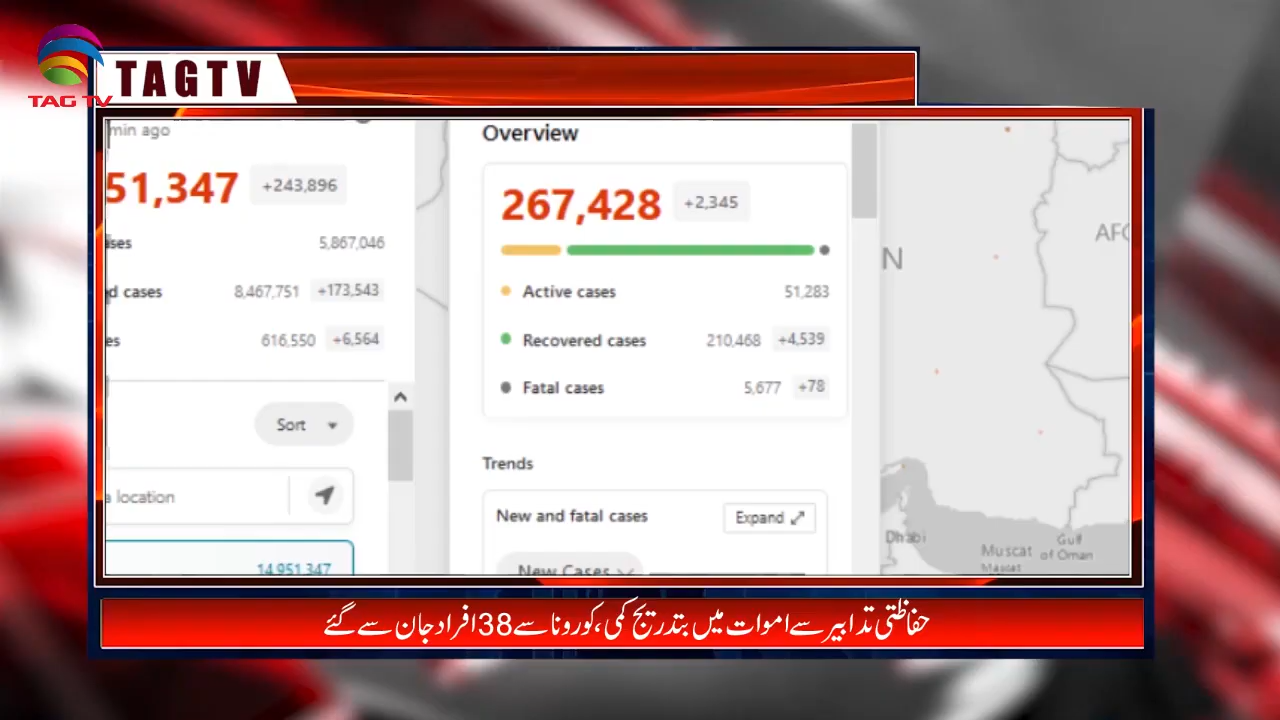 TAGTV
TAG TV
min ago
51,347 +243,896
5,867,046
d cases 8,467,751 +173,543
616,550 +6,564
Sort
location
14,951,347
Overview
267,428 +2,345
Active cases 51,283
Recovered cases 210,468 +4,539
Fatal cases 5,677 +78
Trends
New and fatal cases Expand
New Cases
N
AFG
Dhabi
Muscat
Mascat
Gulf
of Oman
حفاظتی تدابیر سے اموات میں بتدریج کمی، کورونا سے 38 افراد جان سے گئے